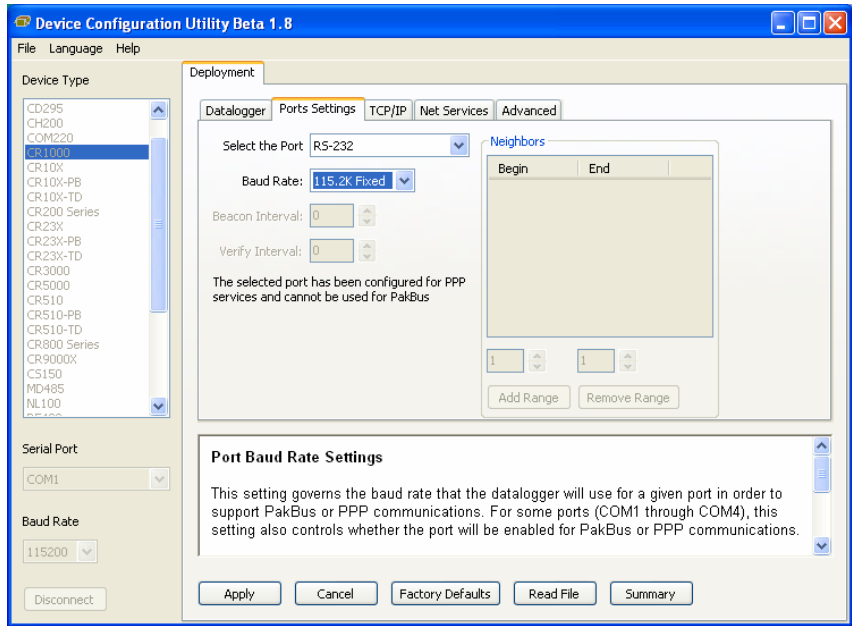 Device Configuration Utility Beta 1.8
File Language Help
Device Type
CD295
CH200
COM220
CR1000
CR10X
CR10X-PB
CR10X-TD
CR200 Series
CR23X
CR23X-PB
CR23X-TD
CR3000
CR5000
CR510
CR510-PB
CR510-TD
CR800 Series
CR9000X
CS150
MD485
NL100
Serial Port
COM1
Baud Rate
115200
Disconnect
Deployment
Datalogger Ports Settings TCP/IP Net Services Advanced
Select the Port RS-232
Baud Rate: 115.2K Fixed
Beacon Interval: 0
Verify Interval: 0
The selected port has been configured for PPP
services and cannot be used for PakBus
Neighbors
Begin End
1 1
Add Range Remove Range
Port Baud Rate Settings
This setting governs the baud rate that the datalogger will use for a given port in order to
support PakBus or PPP communications. For some ports (COM1 through COM4), this
setting also controls whether the port will be enabled for PakBus or PPP communications.
Apply Cancel Factory Defaults Read File Summary